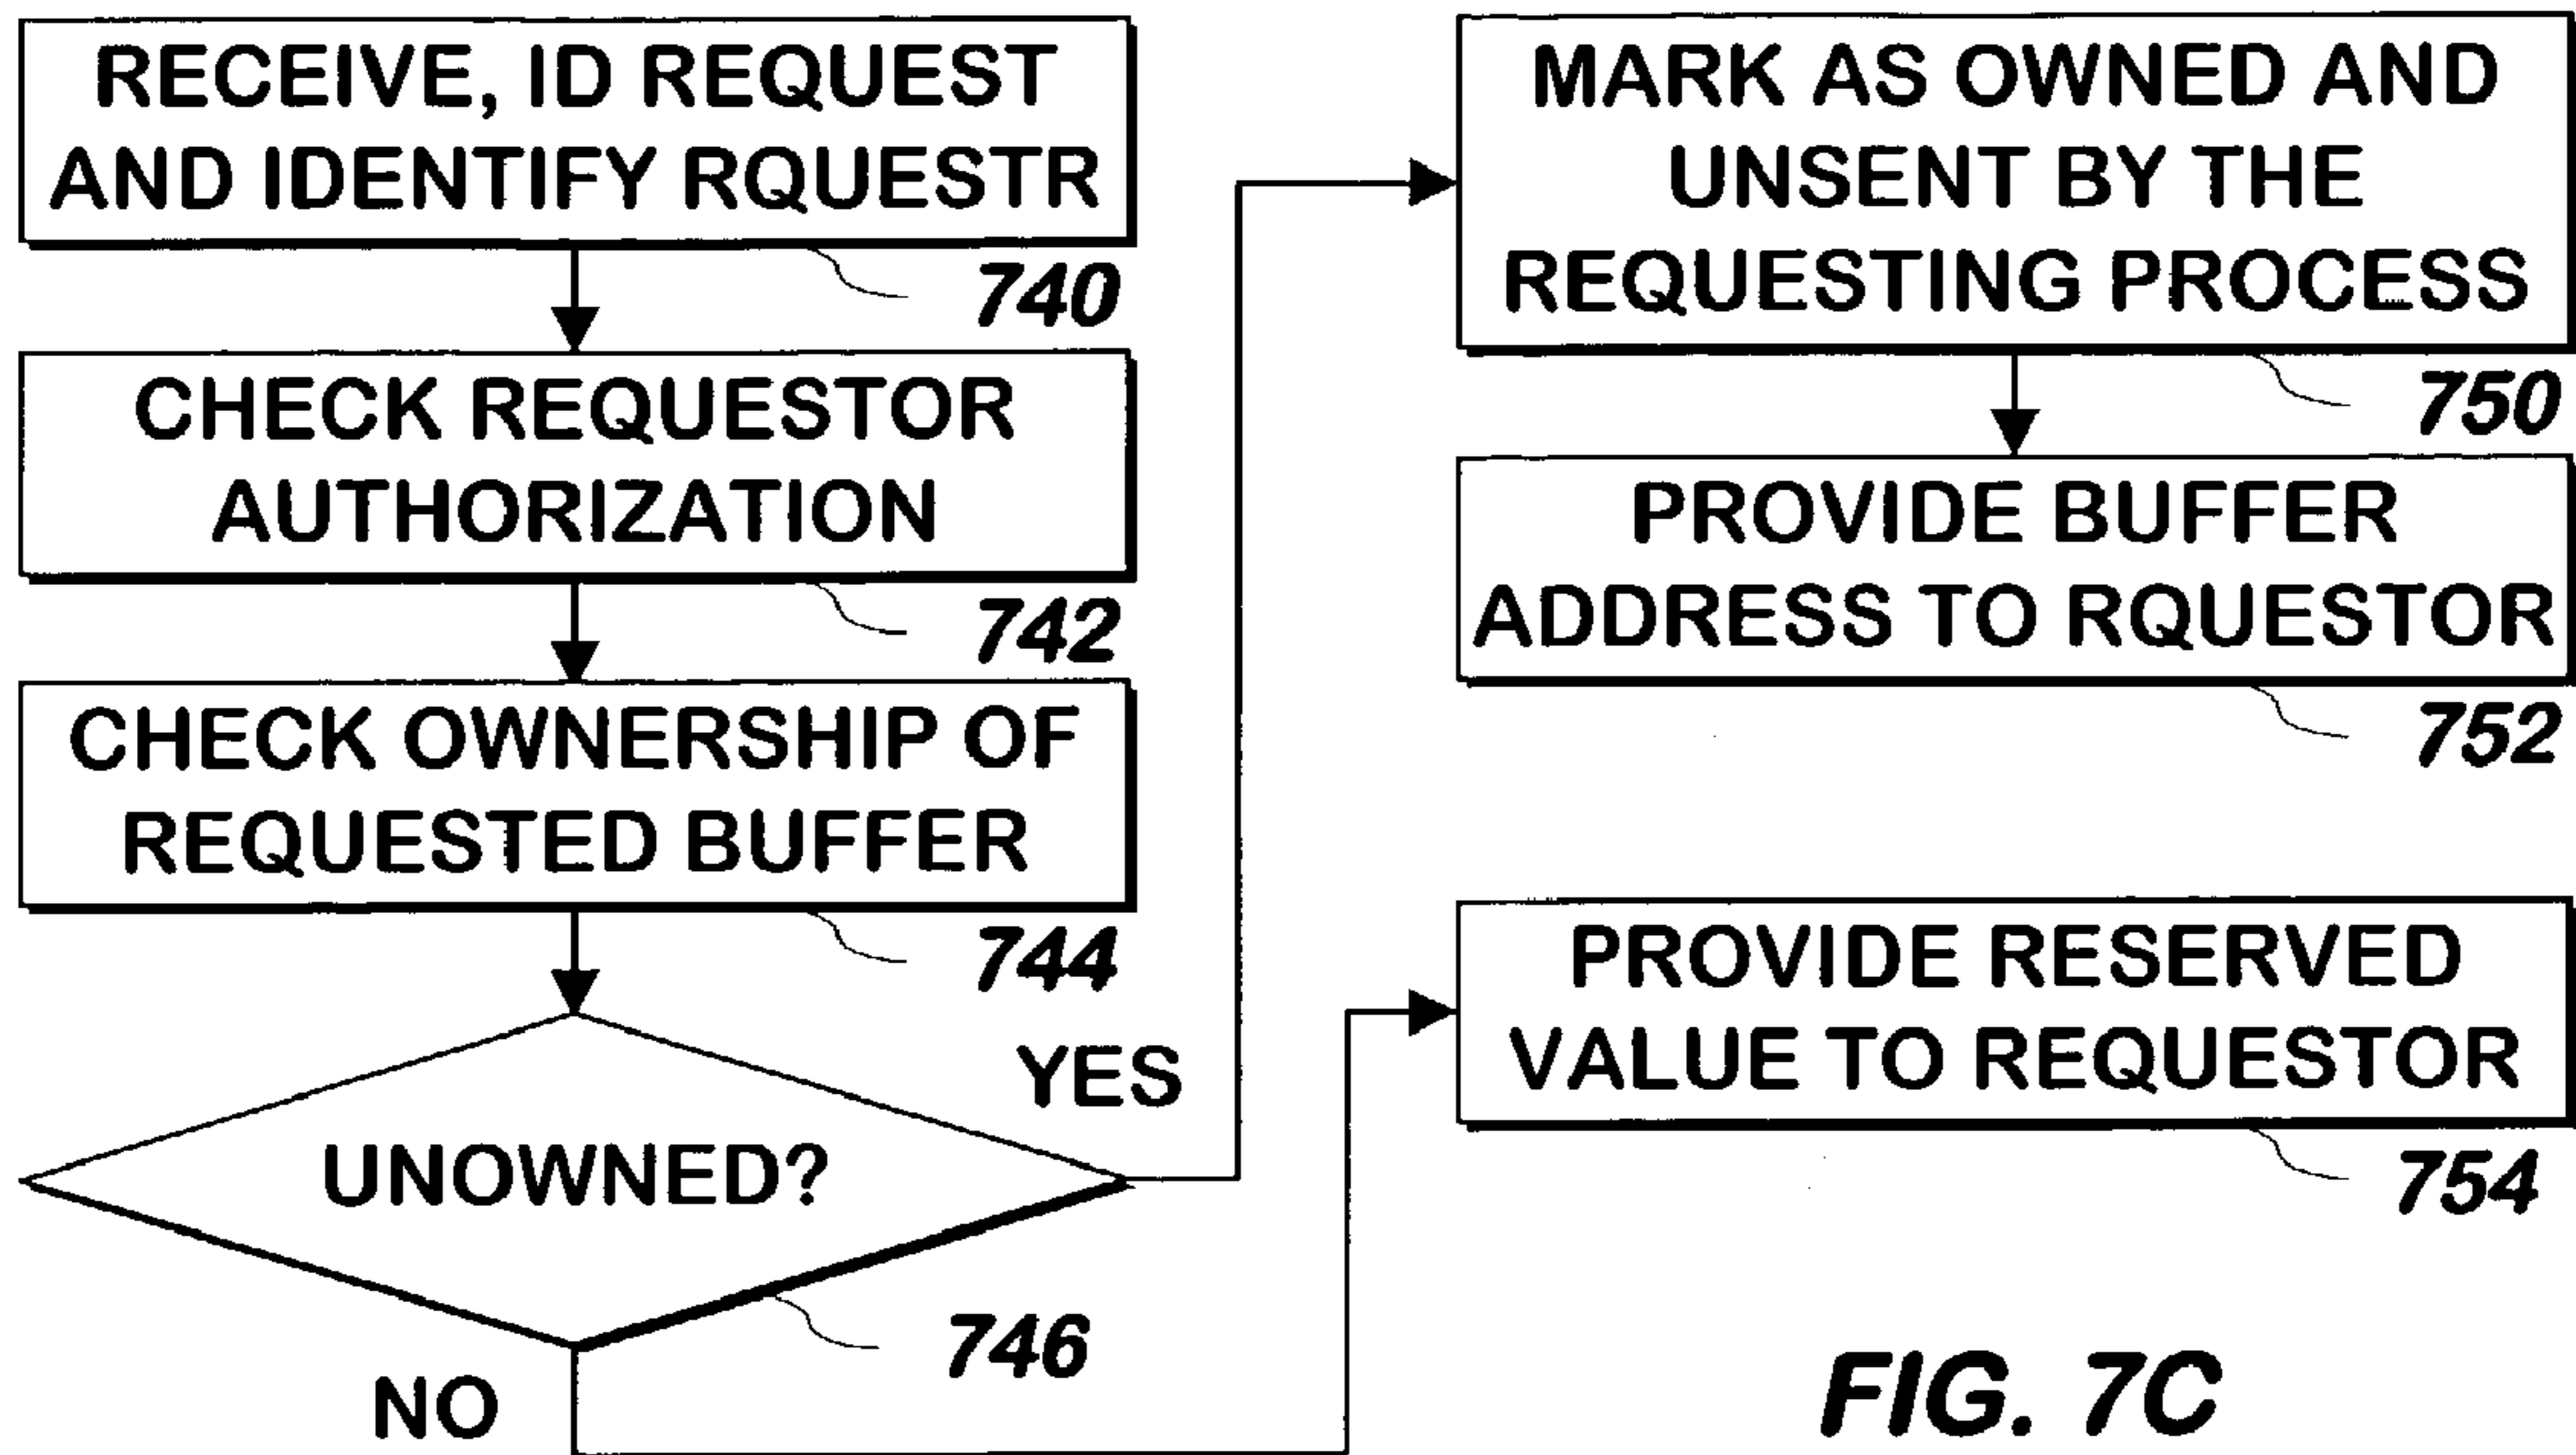 RECEIVE, ID REQUEST
AND IDENTIFY RQUESTR
740
CHECK REQUESTOR
AUTHORIZATION
742
CHECK OWNERSHIP OF
REQUESTED BUFFER
744
YES
UNOWNED?
746
NO
MARK AS OWNED AND
UNSENT BY THE
REQUESTING PROCESS
750
PROVIDE BUFFER
ADDRESS TO RQUESTOR
752
PROVIDE RESERVED
VALUE TO REQUESTOR
754
FIG. 7C